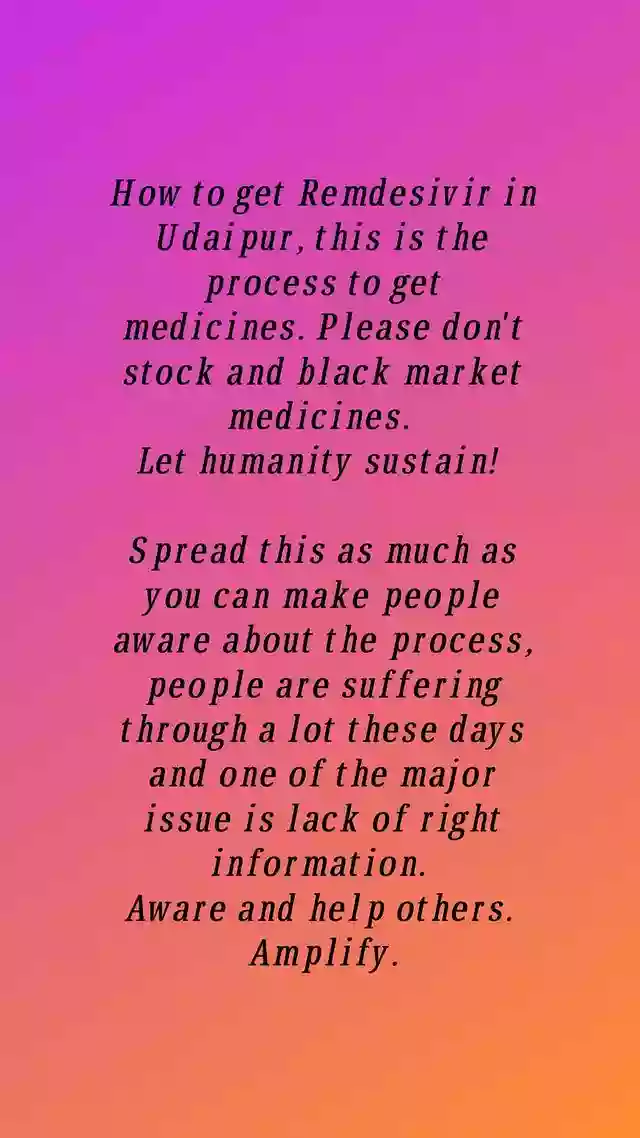 How to get Remdesivir in
Udaipur, this is the
process to get
medicines. Please don't
stock and black market
medicines.
Let humanity sustain!
Spread this as much as
you can make people
aware about the process,
people are suffering
through a lot these days
and one of the major
issue is lack of right
information.
Aware and help others.
Amplify.